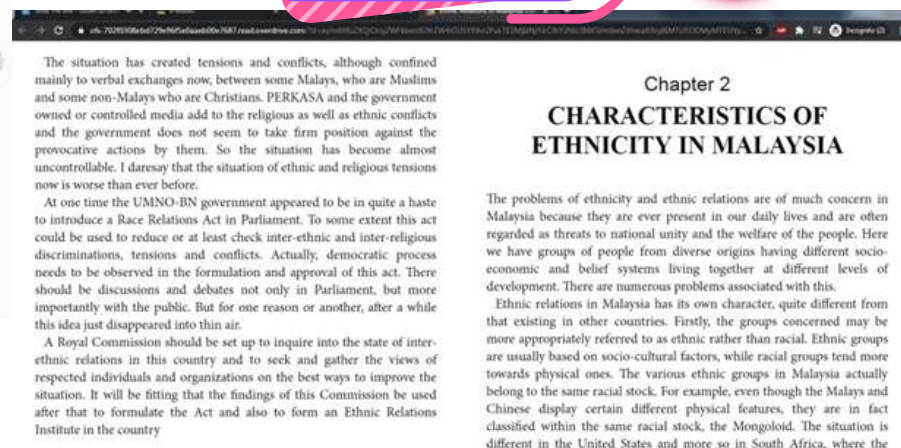 The situation has created tensions and conflicts, although confined
mainly to verbal exchanges now, between some Malays, who are Muslims
and some non-Malays who are Christians. PERKASA and the government
owned or controlled media add to the religious as well as ethnic conflicts
and the government does not seem to take firm position against the
provocative actions by them. So the situation has become almost
uncontrollable. I daresay that the situation of ethnic and religious tensions
now is worse than ever before.
At one time the UMNO-BN government appeared to be in quite a haste
to introduce a Race Relations Act in Parliament. To some extent this act
could be used to reduce or at least check inter-ethnic and inter-religious
discriminations, tensions and conflicts. Actually, democratic process
needs to be observed in the formulation and approval of this act. There
should be discussions and debates not only in Parliament, but more
importantly with the public. But for one reason or another, after a while
this idea just disappeared into thin air.
A Royal Commission should be set up to inquire into the state of inter-
ethnic relations in this country and to seek and gather the views of
respected individuals and organizations on the best ways to improve the
situation. It will be fitting that the findings of this Commission be used
after that to formulate the Act and also to form an Ethnic Relations
Institute in the country
Chapter 2
CHARACTERISTICS OF
ETHNICITY IN MALAYSIA
The problems of ethnicity and ethnic relations are of much concern in
Malaysia because they are ever present in our daily lives and are often
regarded as threats to national unity and the welfare of the people. Here
we have groups of people from diverse origins having different socio-
economic and belief systems living together at different levels of
development. There are numerous problems associated with this.
Ethnic relations in Malaysia has its own character, quite different from
that existing in other countries. Firstly, the groups concerned may be
more appropriately referred to as ethnic rather than racial. Ethnic groups
are usually based on socio-cultural factors, while racial groups tend more
towards physical ones. The various ethnic groups in Malaysia actually
belong to the same racial stock. For example, even though the Malays and
Chinese display certain different physical features, they are in fact
classified within the same racial stock, the Mongoloid. The situation is
different in the United States and more so in South Africa, where the